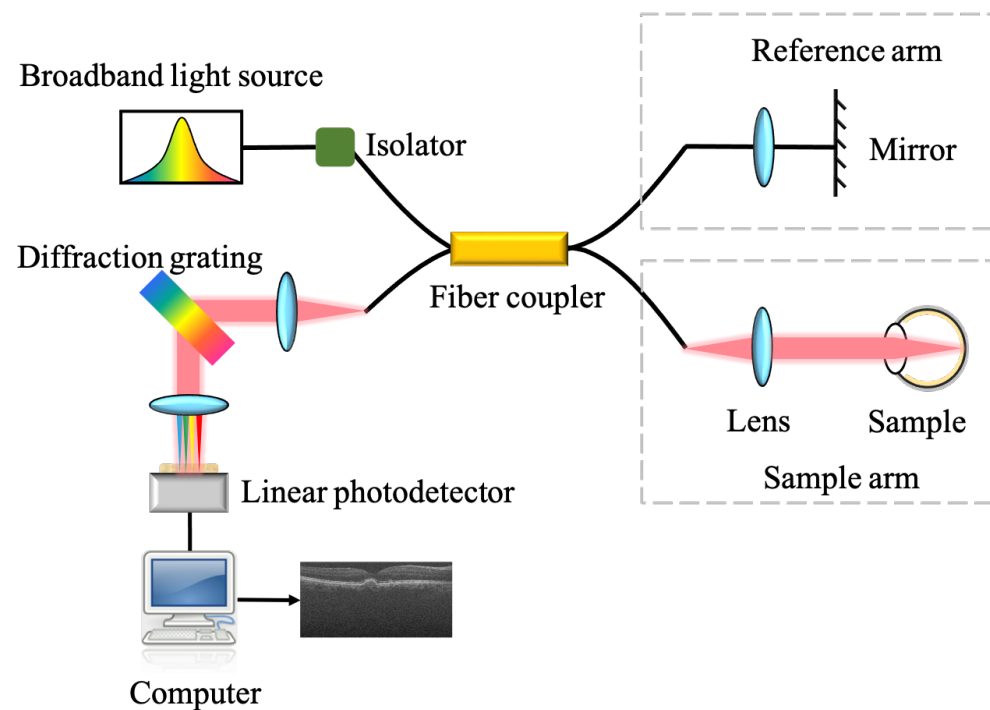 Broadband light source
Isolator
Reference arm
Mirror
Diffraction grating
Fiber coupler
Lens
Sample
Sample arm
Linear photodetector
Computer